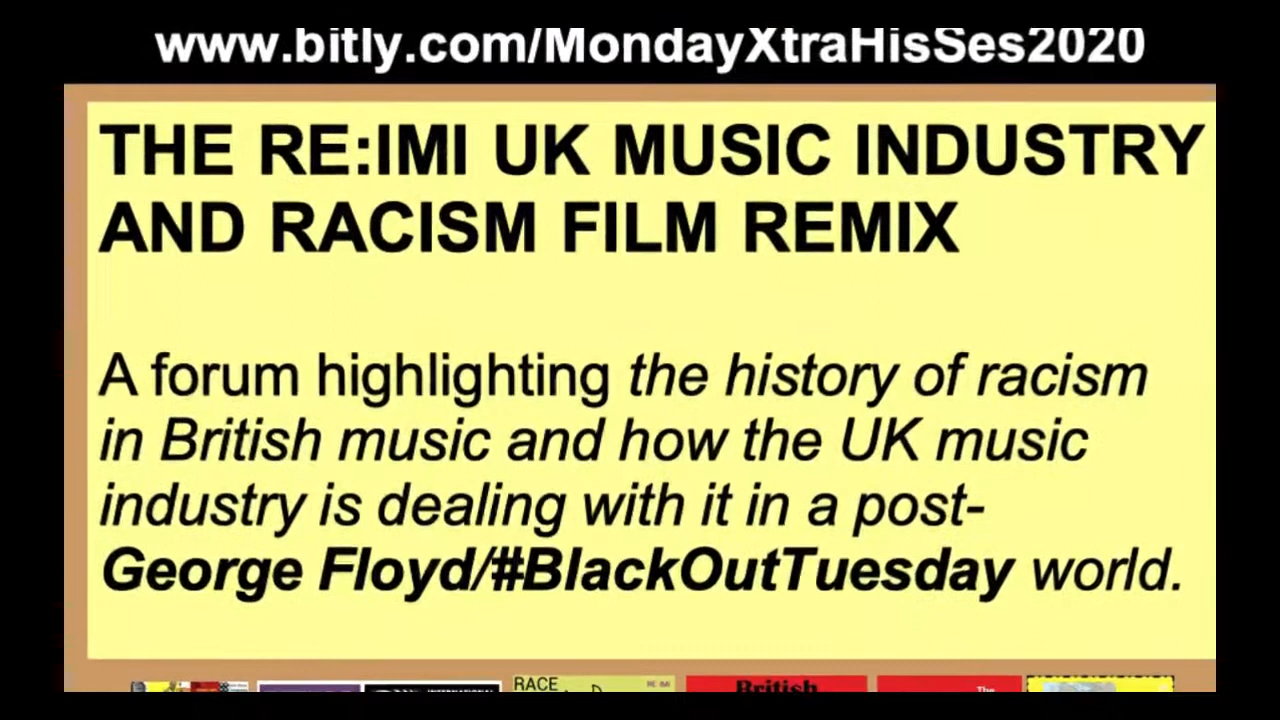 www.bitly.com/MondayXtraHisSes2020
THE RE:IMI UK MUSIC INDUSTRY
AND RACISM FILM REMIX
A forum highlighting the history of racism
in British music and how the UK music
industry is dealing with it in a post-
George Floyd/#BlackOutTuesday world.
RACE
British
The